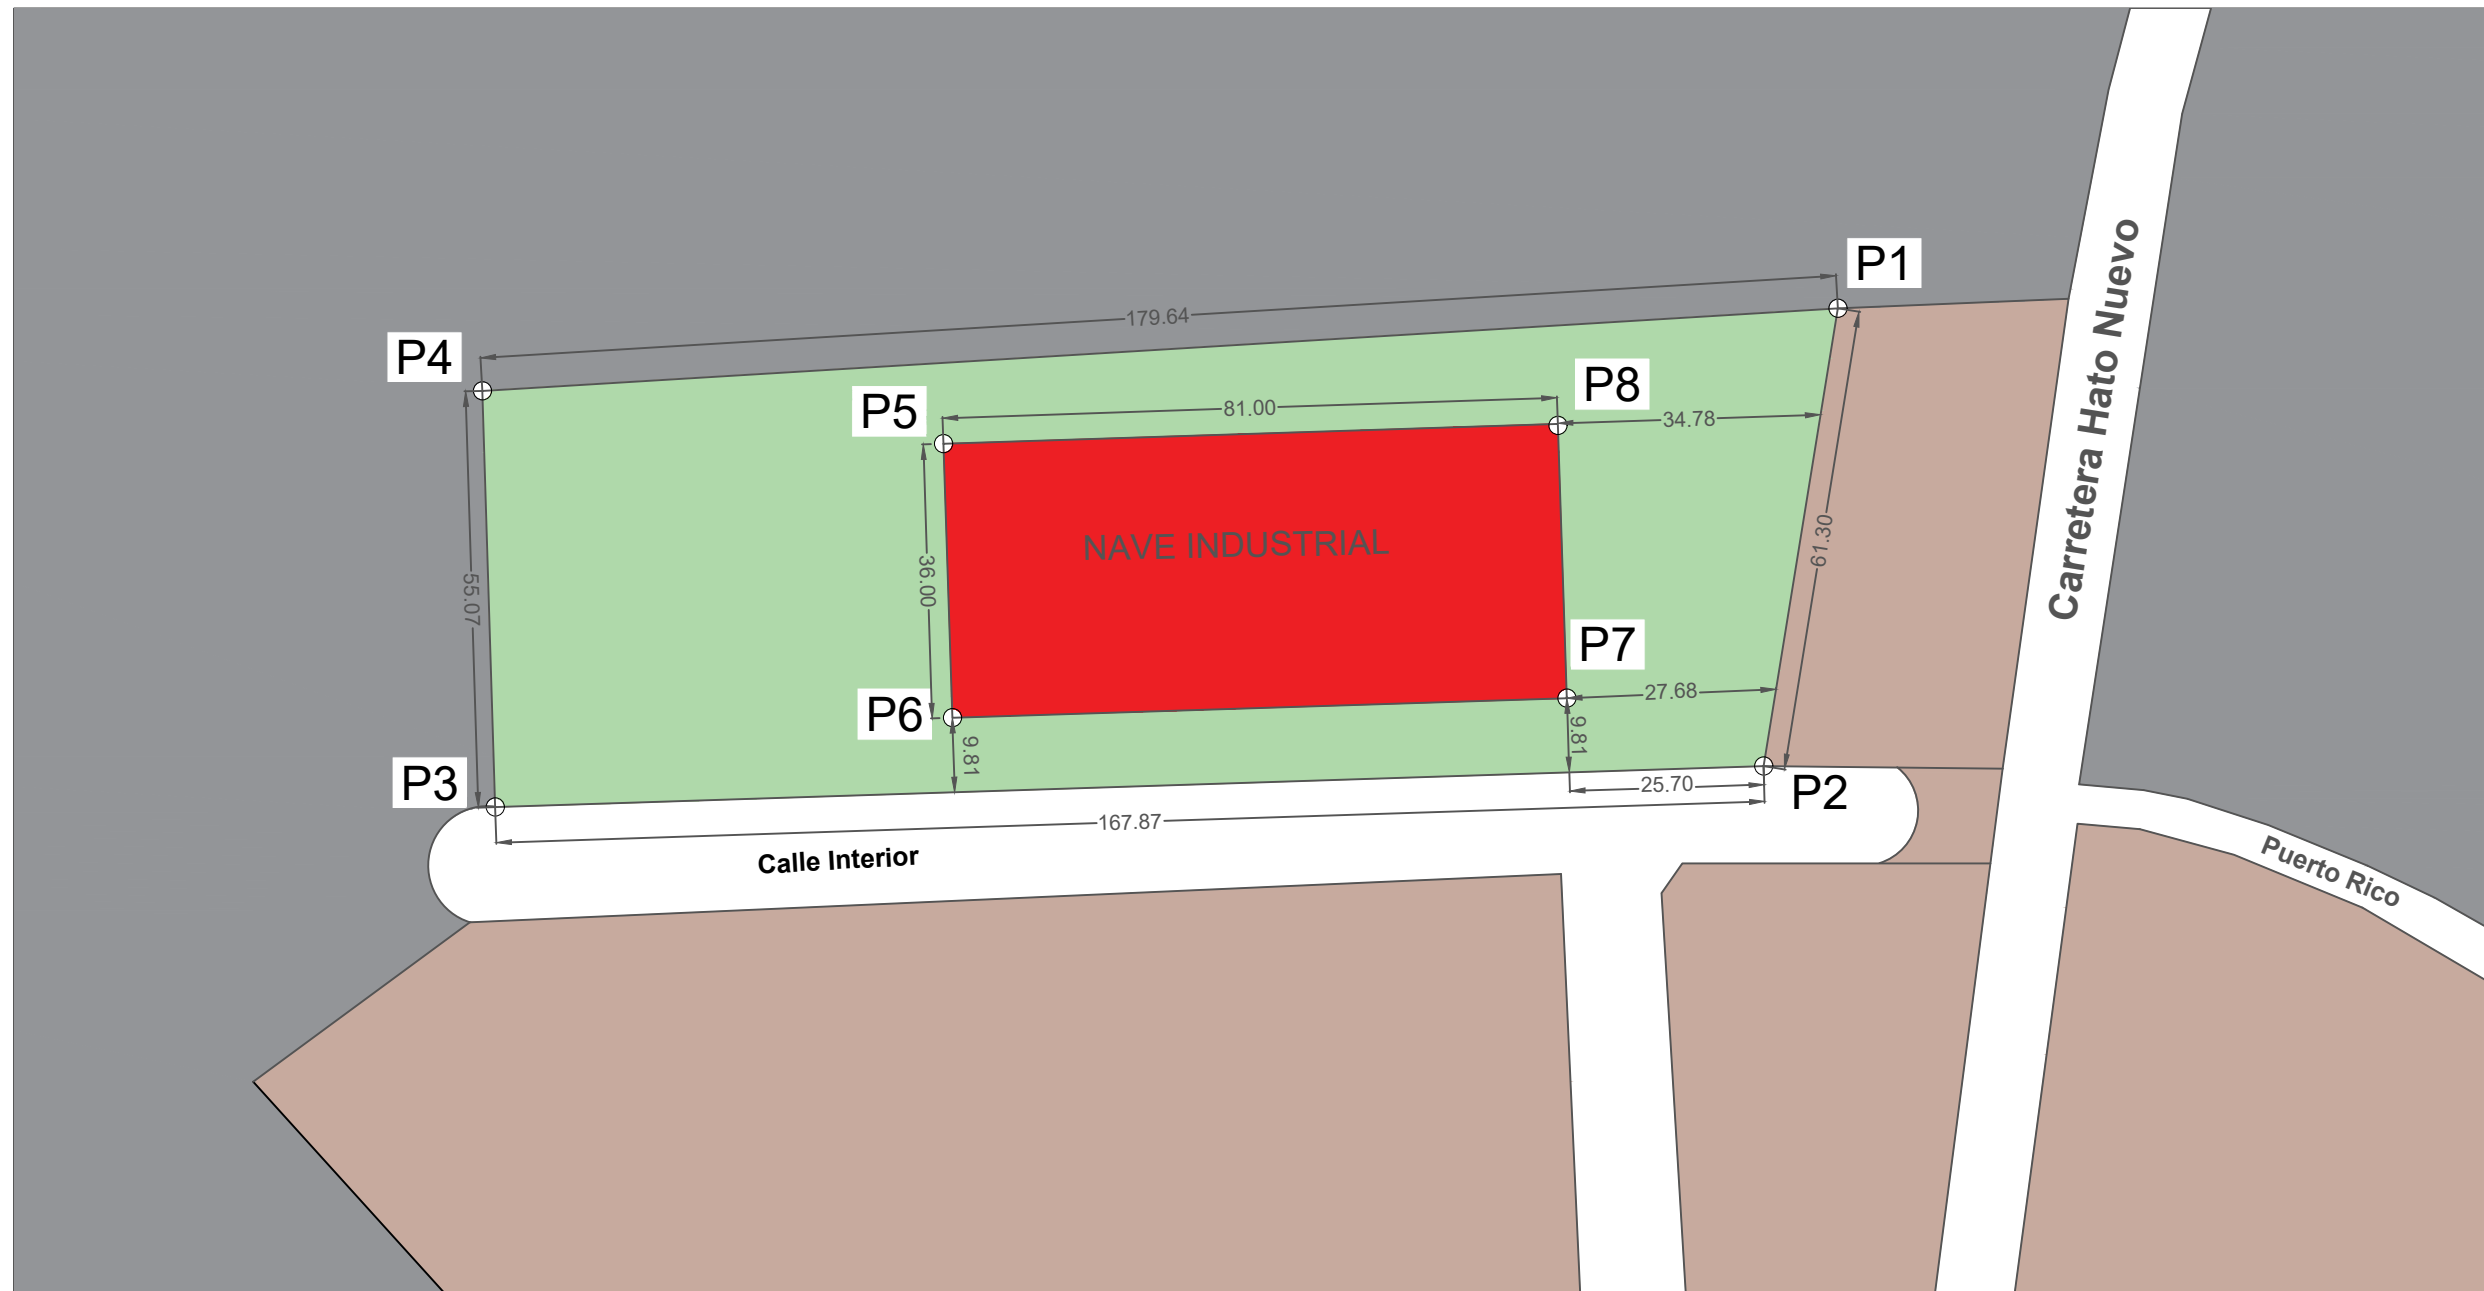 P1
179.64
P4
P5
81.00
P8
34.78
Carretera Hato Nuevo
NAVE INDUSTRIAL
61.30
36.00
55.07
P7
27.68
P6
9.81
9.81
P3
25.70
P2
167.87
Calle Interior
Puerto Rico